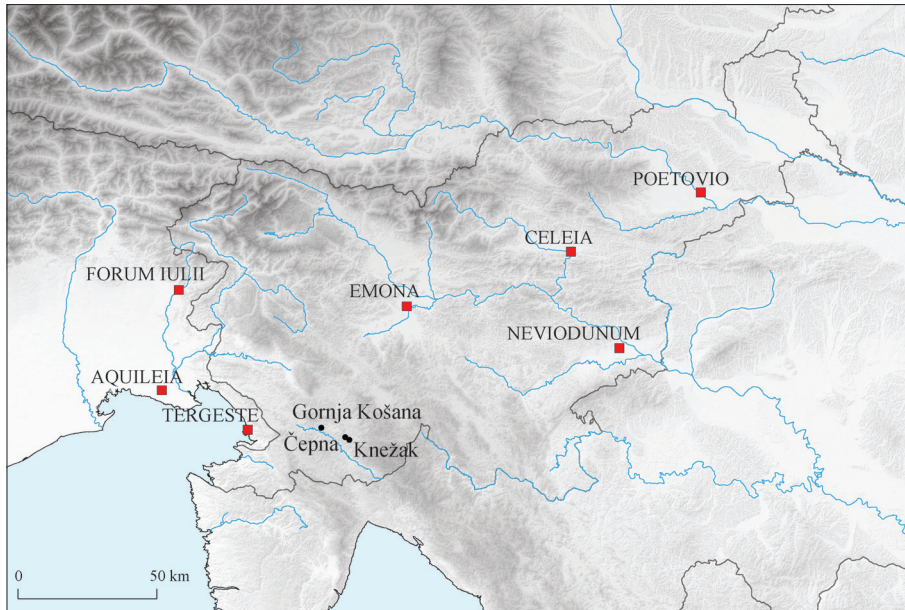 POETOVIO
CELEIA
FORUM IULII
EMONA
NEVIODUNUM
AQUILEIA
TERGESTE
Gornja Košana
Čepna
Knežak
0 50 km